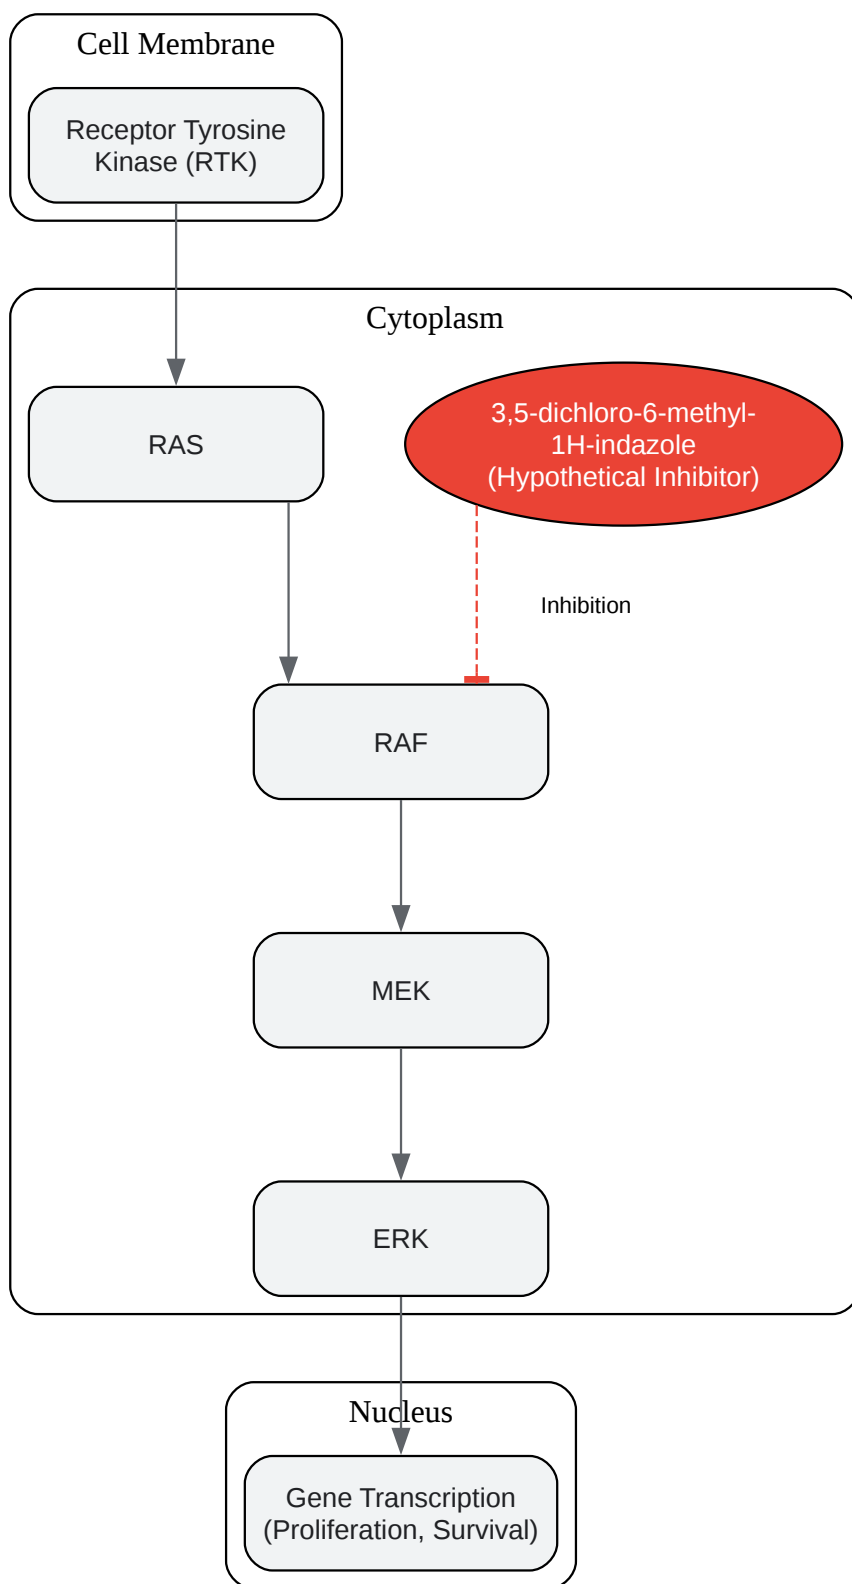 Cell Membrane
Receptor Tyrosine
Kinase (RTK)
Cytoplasm
RAS
3,5-dichloro-6-methyl-
1H-indazole
(Hypothetical Inhibitor)
Inhibition
RAF
MEK
ERK
Nucleus
Gene Transcription
(Proliferation, Survival)